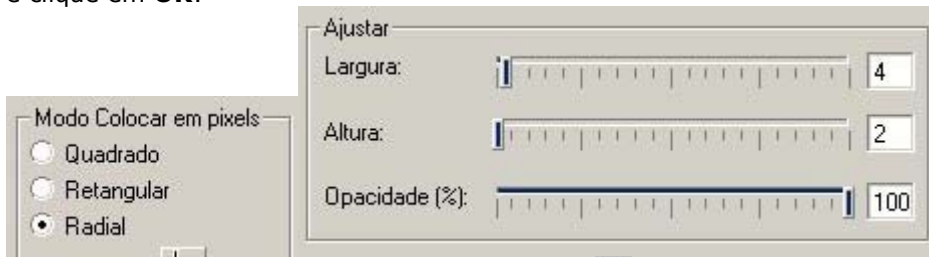 e clique em OK.
Ajustar
Largura: 4
Altura: 2
Opacidade (%): 100
Modo Colocar em pixels
Quadrado
Retangular
Radial